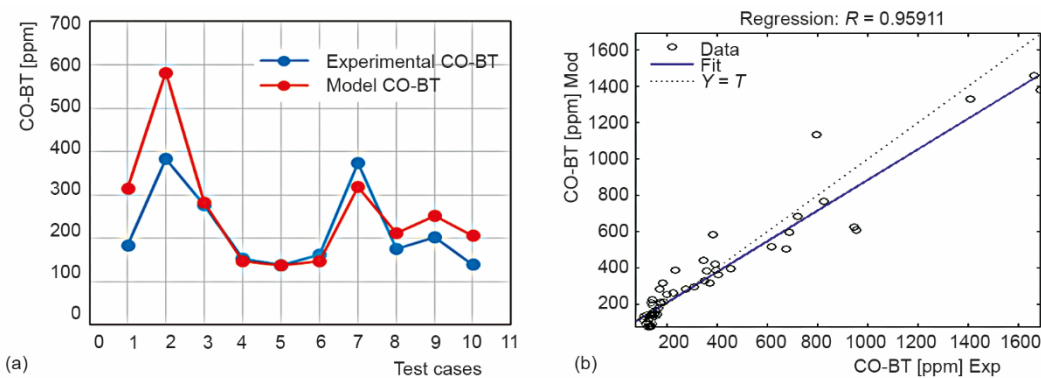 700
600
500
400
300
200
100
0
CO-BT [ppm]
Experimental CO-BT
Model CO-BT
0 1 2 3 4 5 6 7 8 9 10 11
Test cases
(a)
Regression: R = 0.95911
CO-BT [ppm] Mod
1600
1400
1200
1000
800
600
400
200
Data
Fit
Y = T
200 400 600 800 1000 1200 1400 1600
CO-BT [ppm] Exp
(b)